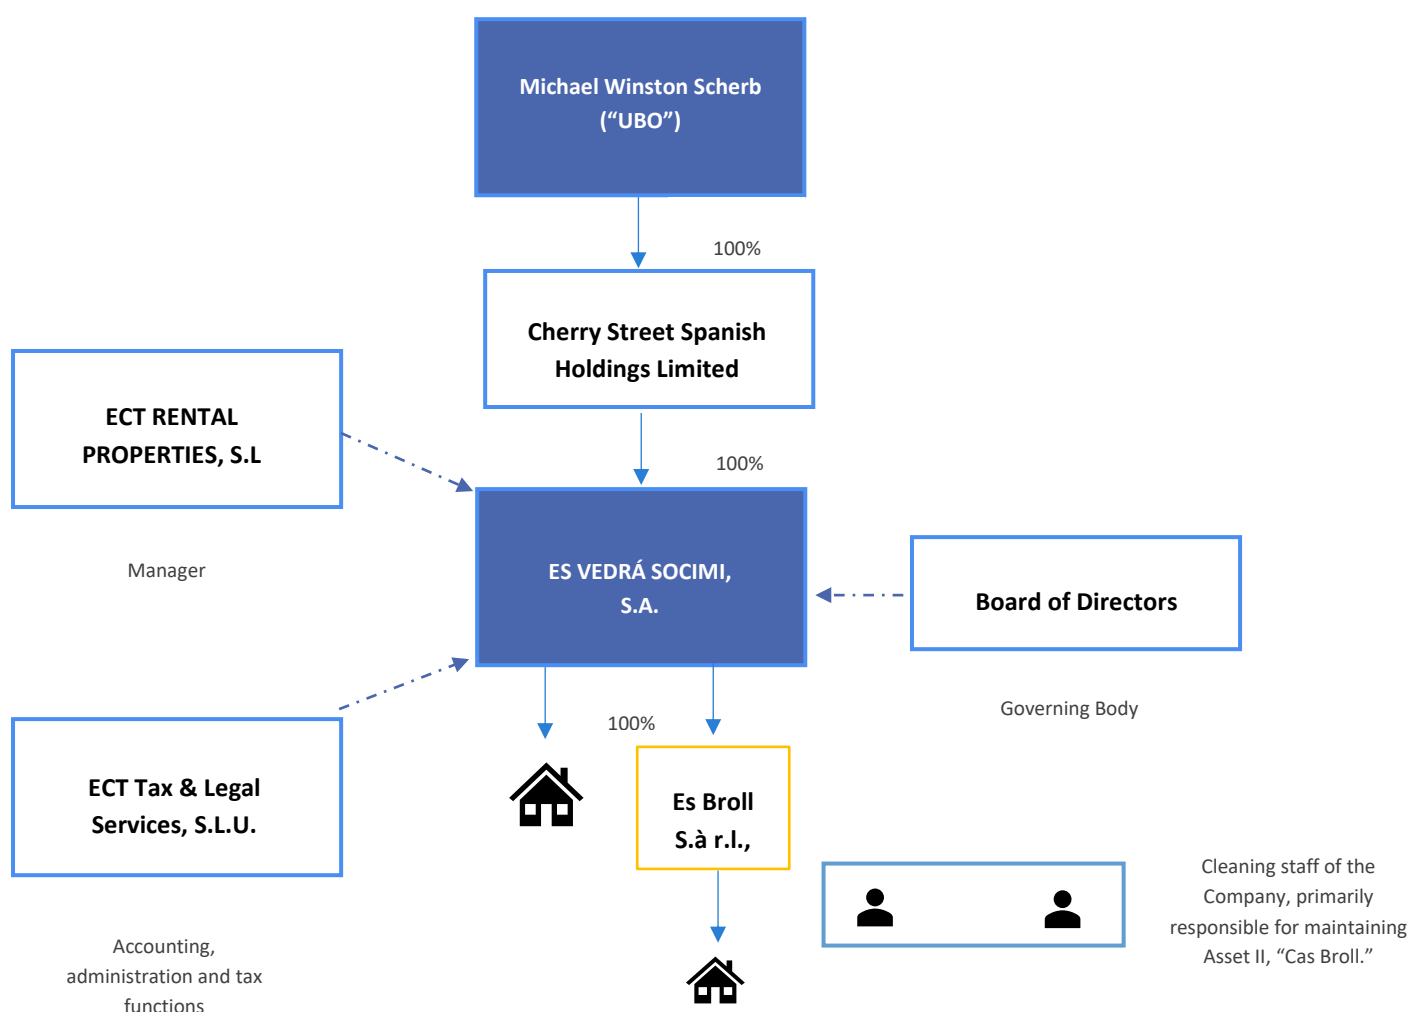 Michael Winston Scherb
(“UBO”)
100%
Cherry Street Spanish
Holdings Limited
100%
ECT RENTAL
PROPERTIES, S.L
Manager
ES VEDRÁ SOCIMI,
S.A.
Board of Directors
Governing Body
100%
ECT Tax & Legal
Services, S.L.U.
Accounting,
administration and tax
functions
Es Broll
S.à r.l.,
Cleaning staff of the
Company, primarily
responsible for maintaining
Asset II, “Cas Broll.”